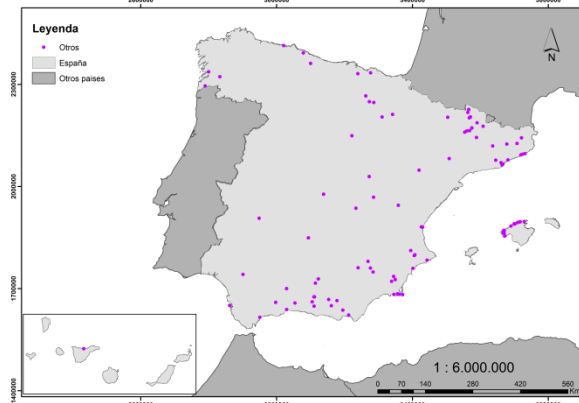 Leyenda
Otros
España
Otros paises
N
2300000
2000000
1700000
1400000
1 : 6.000.000
0 70 140 280 420 560
Km